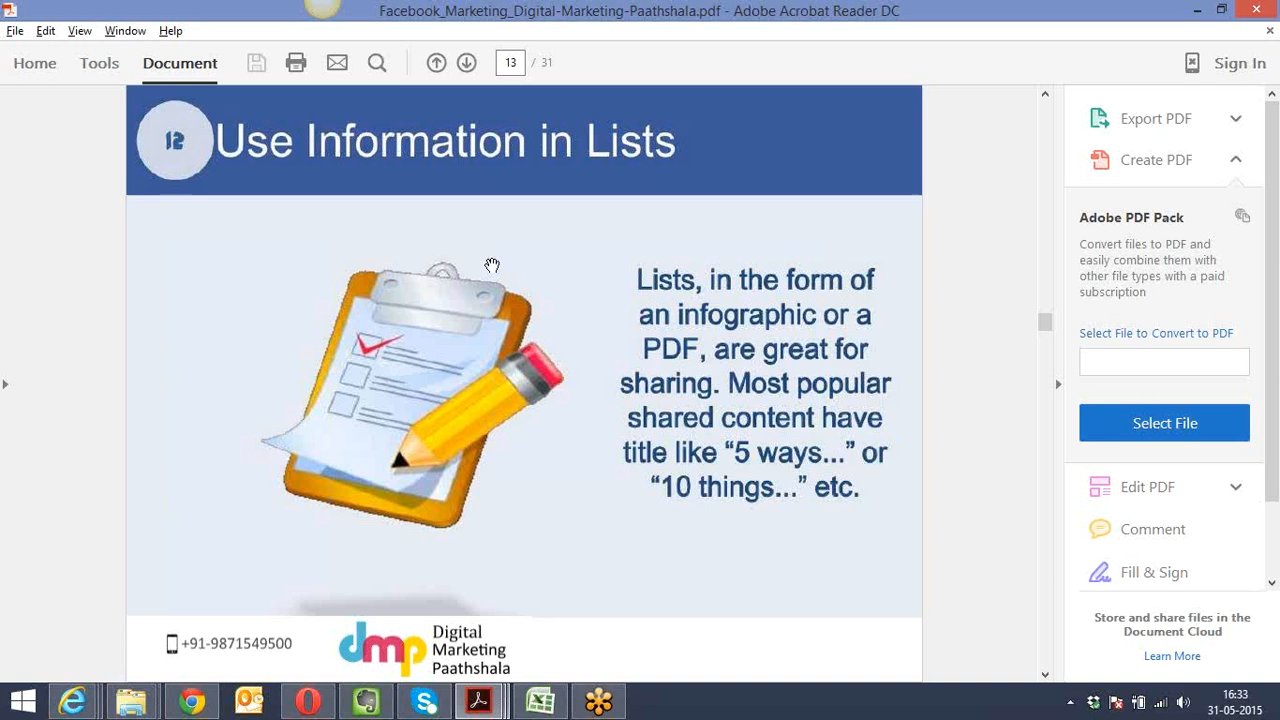 Facebook_Marketing_Digital-Marketing-Paathshala.pdf - Adobe Acrobat Reader DC
File Edit View Window Help
Home Tools Document 13 / 31 Sign In
12 Use Information in Lists
Lists, in the form of
an infographic or a
PDF, are great for
sharing. Most popular
shared content have
title like “5 ways...” or
“10 things...” etc.
+91-9871549500
dmp
Digital
Marketing
Paathshala
Export PDF
Create PDF
Adobe PDF Pack
Convert files to PDF and
easily combine them with
other file types with a paid
subscription
Select File to Convert to PDF
Select File
Edit PDF
Comment
Fill & Sign
Store and share files in the
Document Cloud
Learn More
16:33
31-05-2015